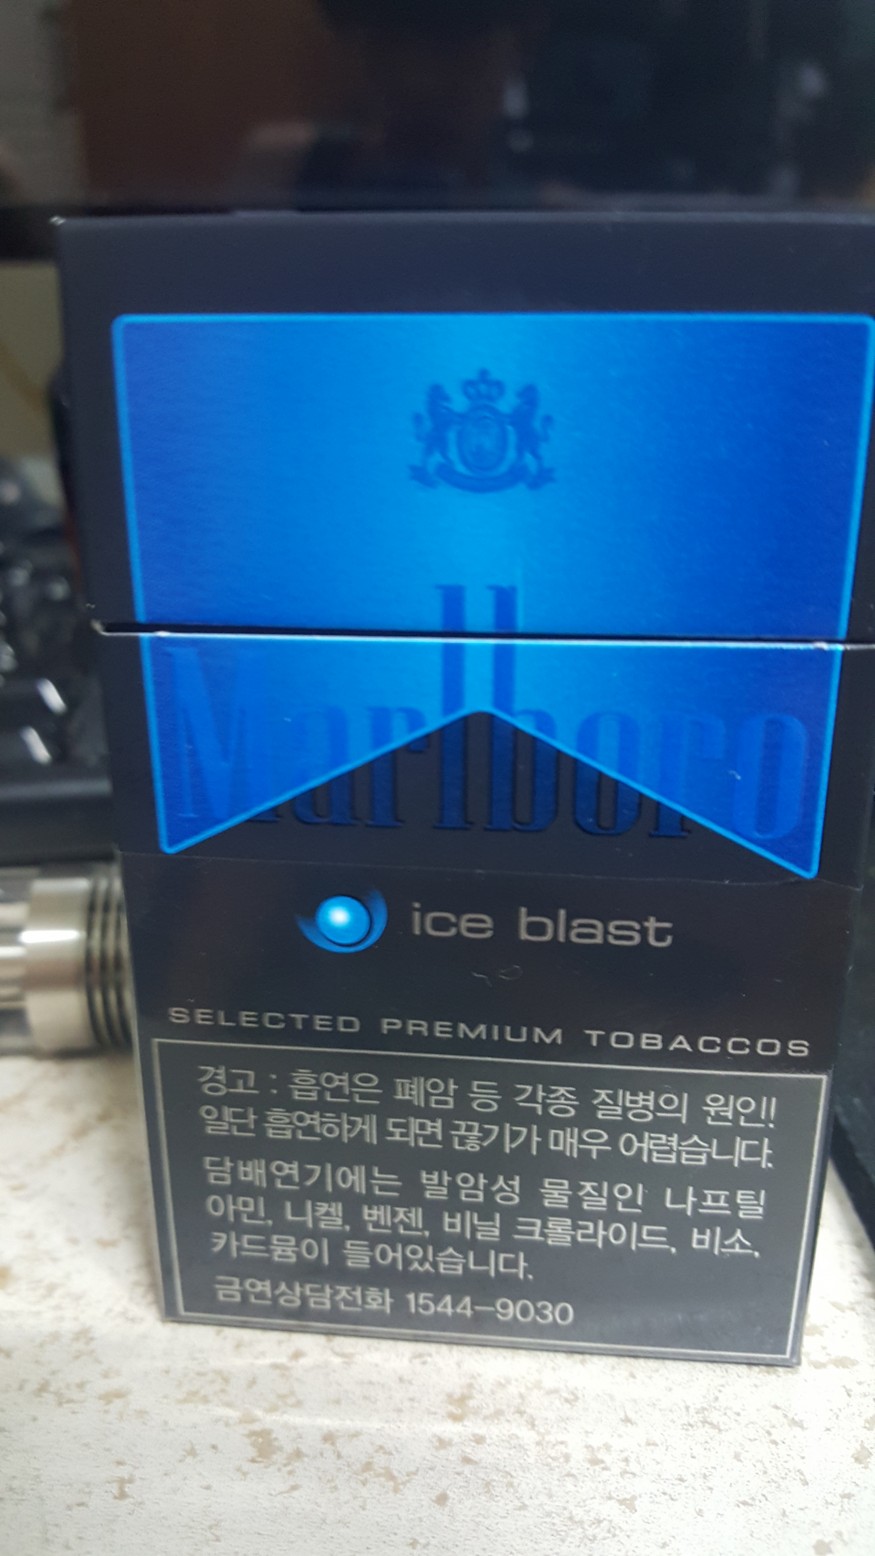 Marlboro
ice blast
SELECTED PREMIUM TOBACCOS
경고 : 흡연은 폐암 등 각종 질병의 원인!!
일단 흡연하게 되면 끊기가 매우 어렵습니다.
담배연기에는 발암성 물질인 나프틸
아민, 니켈, 벤젠, 비닐 크롤라이드, 비소,
카드뮴이 들어있습니다.
금연상담전화 1544-9030